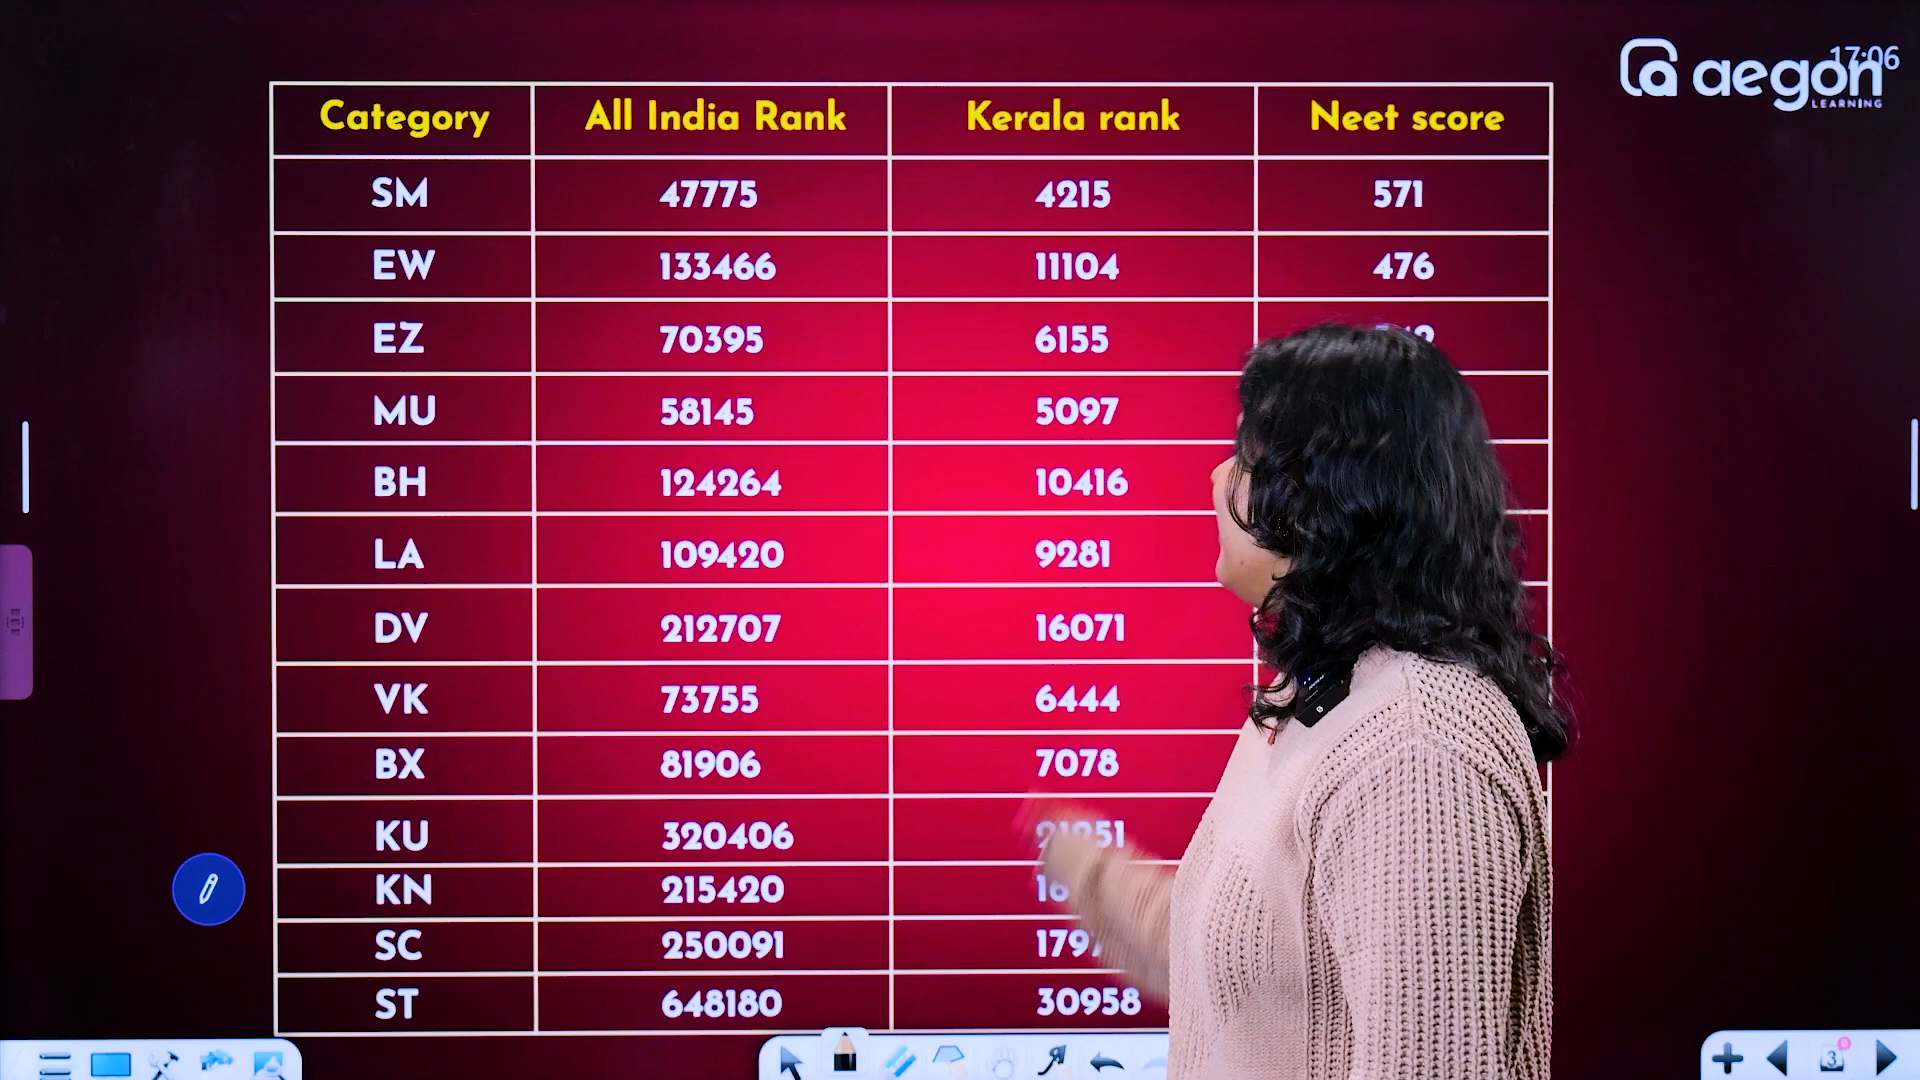 aegon
LEARNING
17:06
Category All India Rank Kerala rank Neet score
SM 47775 4215 571
EW 133466 11104 476
EZ 70395 6155
MU 58145 5097
BH 124264 10416
LA 109420 9281
DV 212707 16071
VK 73755 6444
BX 81906 7078
KU 320406
KN 215420
SC 250091
ST 648180 30958
3